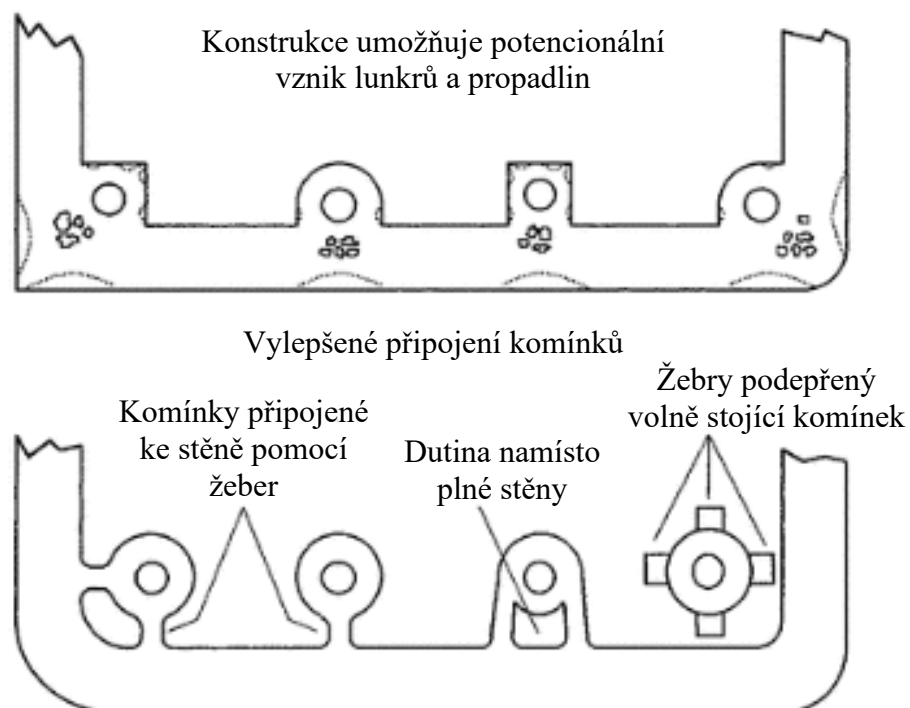 Konstrukce umožňuje potencionální
vznik lunkrů a propadlin
Vylepšené připojení komínků
Komínky připojené
ke stěně pomocí
žeber
Dutina namísto
plné stěny
Žebry podepřený
volně stojící komínek